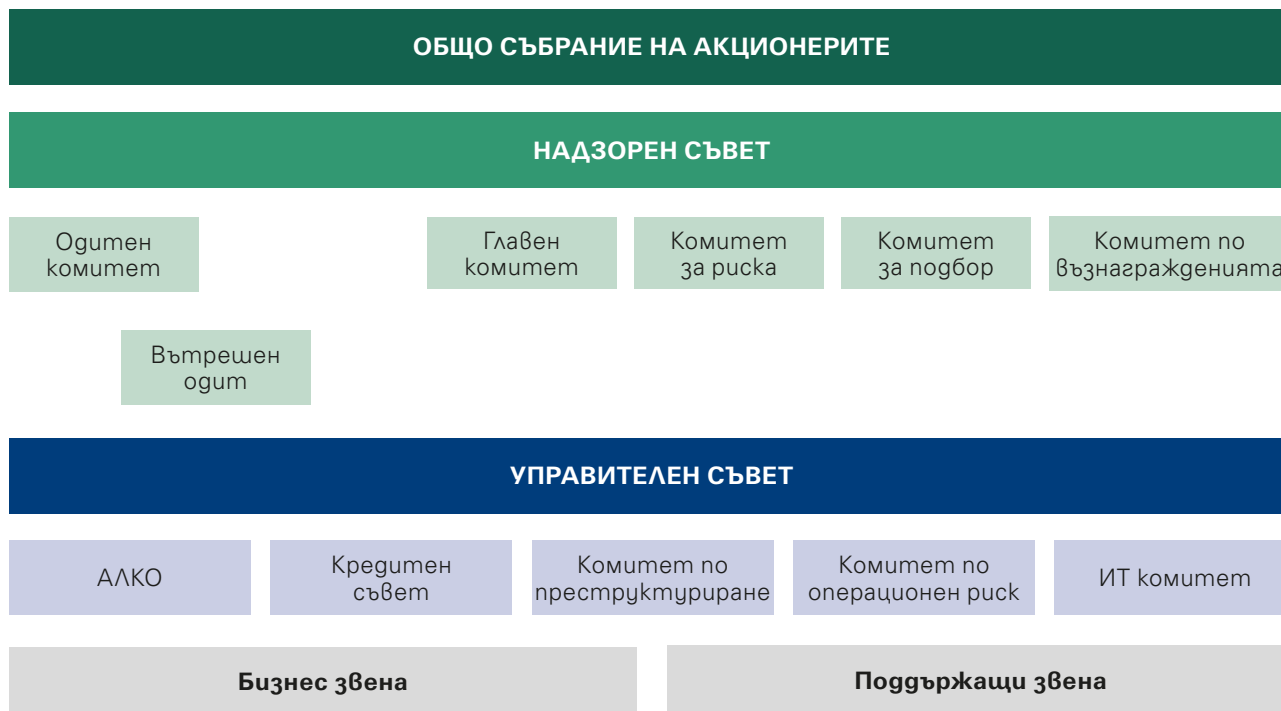 ОБЩО СЪБРАНИЕ НА АКЦИОНЕРИТЕ
НАДЗОРЕН СЪВЕТ
Одитен
комитет
Главен
комитет
Комитет
за риска
Комитет
за подбор
Комитет по
възнагражденията
Вътрешен
одит
УПРАВИТЕЛЕН СЪВЕТ
АЛКО
Кредитен
съвет
Комитет по
преструктуриране
Комитет по
операционен риск
ИТ комитет
Бизнес звена
Поддържащи звена